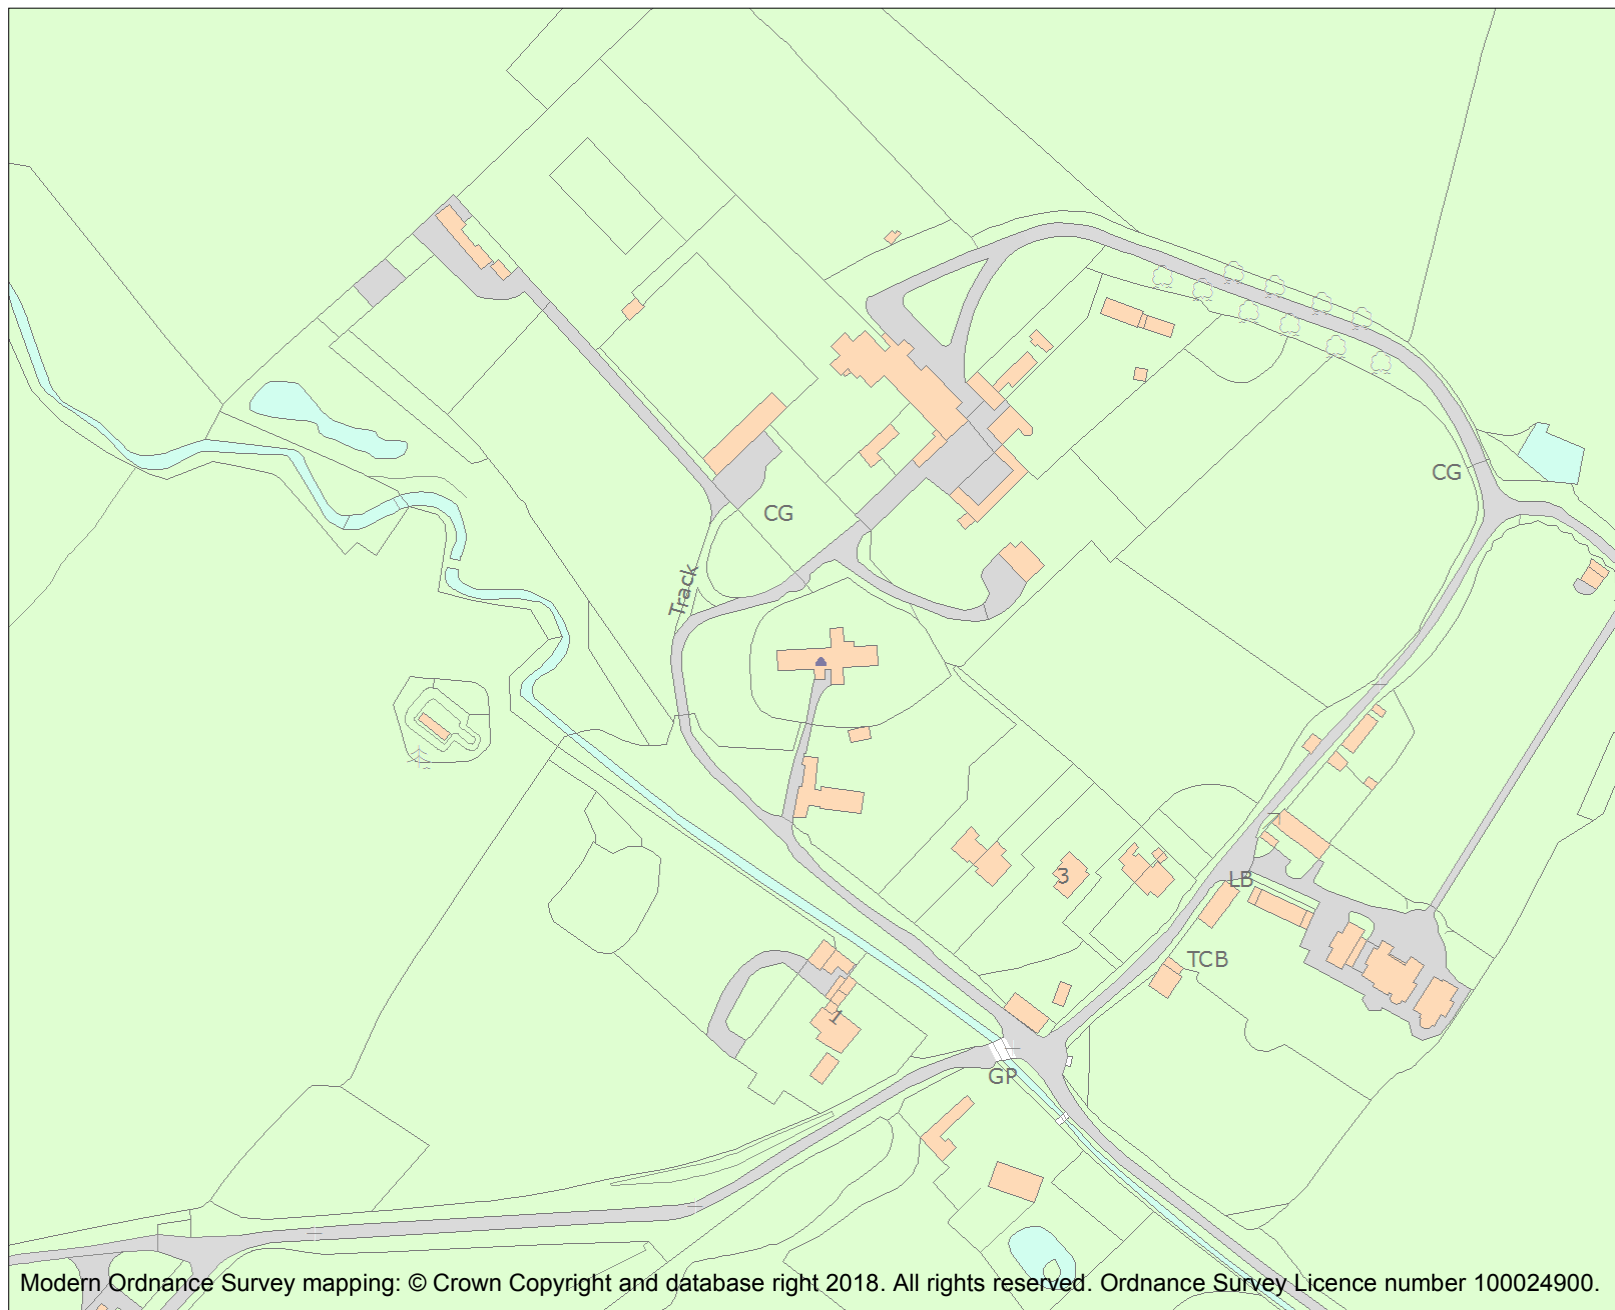 CG
CG
Track
3
LB
TCB
1
GP
Modern Ordnance Survey mapping: © Crown Copyright and database right 2018. All rights reserved. Ordnance Survey Licence number 100024900.